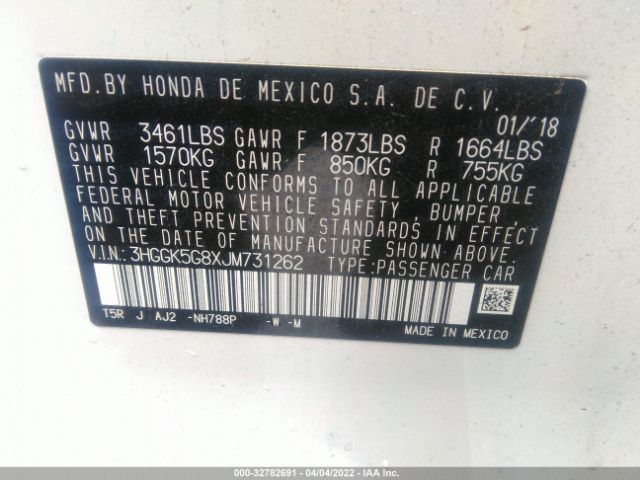 MFD.BY HONDA DE MEXICO S.A. DE C.V.
01/'18
GVWR 3461LBS GAWR F 1873LBS R 1664LBS
GVWR 1570KG GAWR F 850KG R 755KG
THIS VEHICLE CONFORMS TO ALL APPLICABLE
FEDERAL MOTOR VEHICLE SAFETY, BUMPER,
AND THEFT PREVENTION STANDARDS IN EFFECT
ON THE DATE OF MANUFACTURE SHOWN ABOVE.
V.I.N.:3HGGK5G8XJM731262 TYPE:PASSENGER CAR
T5R J AJ2 -NH788P -W -M
MADE IN MEXICO
000-32782691 - 04/04/2022 - IAA Inc.